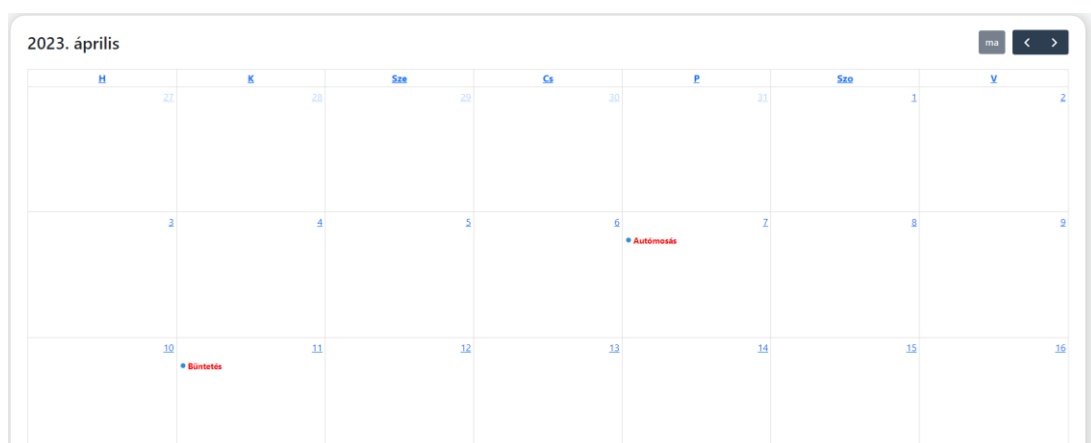 2023. április
ma
H K Sze Cs P Szo V
27 28 29 30 31 1 2
3 4 5 6 7 8 9
Autómosás
10 11 12 13 14 15 16
Büntetés